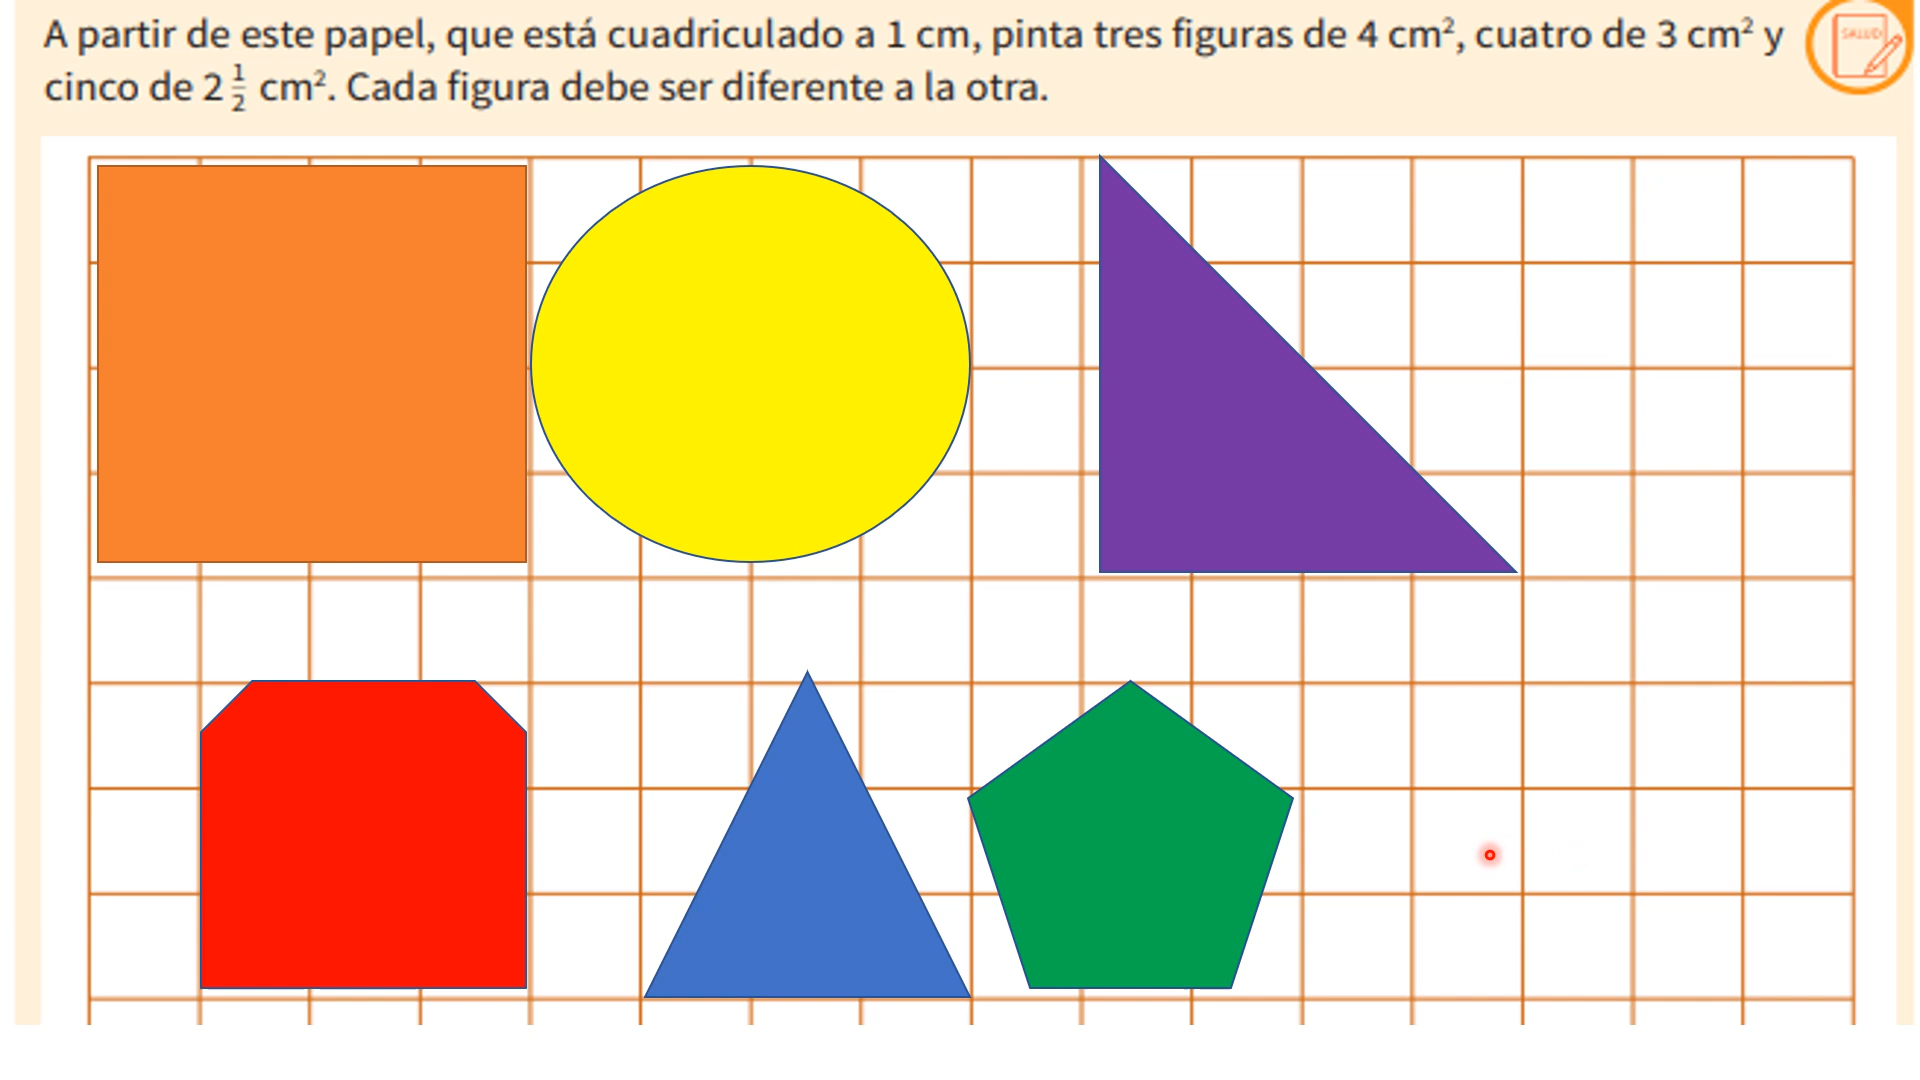 A partir de este papel, que está cuadriculado a 1 cm, pinta tres figuras de 4 cm², cuatro de 3 cm² y
cinco de 2 1/2 cm². Cada figura debe ser diferente a la otra.
SALUD